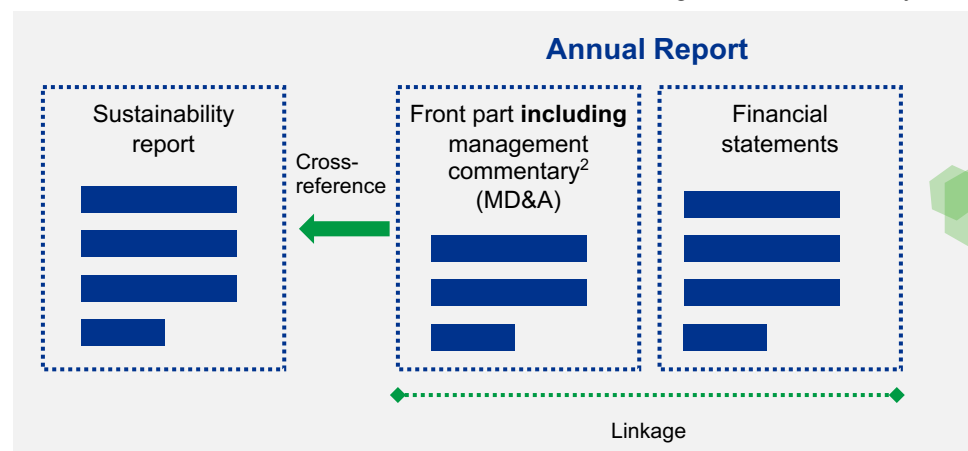 Annual Report
Sustainability
report
Cross-
reference
Front part including
management
commentary2
(MD&A)
Financial
statements
Linkage